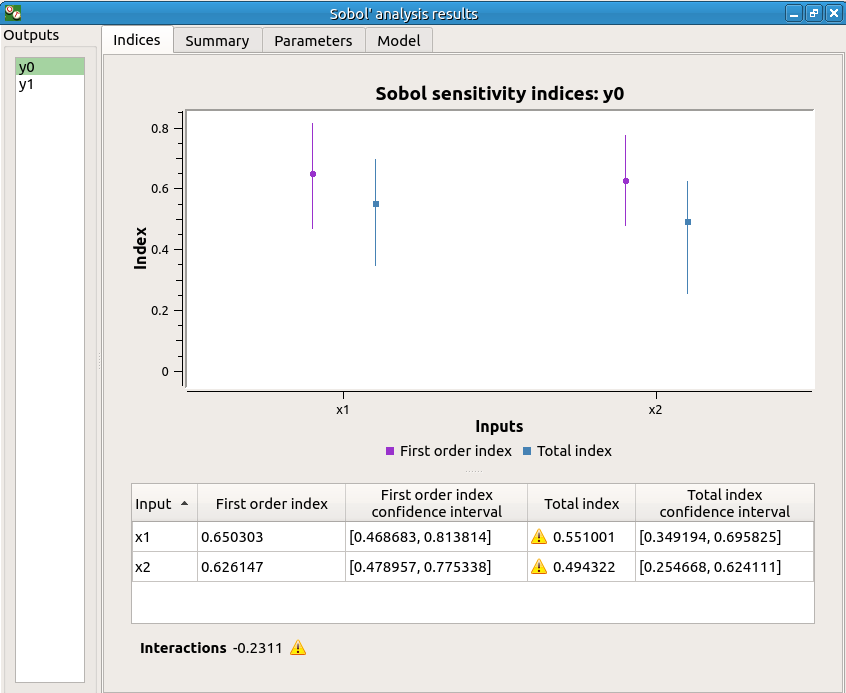 Sobol' analysis results
Outputs
Indices Summary Parameters Model
y0
y1
Sobol sensitivity indices: y0
0.8
0.6
0.4
0.2
0
Index
x1 x2
Inputs
First order index Total index
Input First order index First order index confidence interval Total index Total index confidence interval
x1 0.650303 [0.468683, 0.813814] 0.551001 [0.349194, 0.695825]
x2 0.626147 [0.478957, 0.775338] 0.494322 [0.254668, 0.624111]
Interactions -0.2311